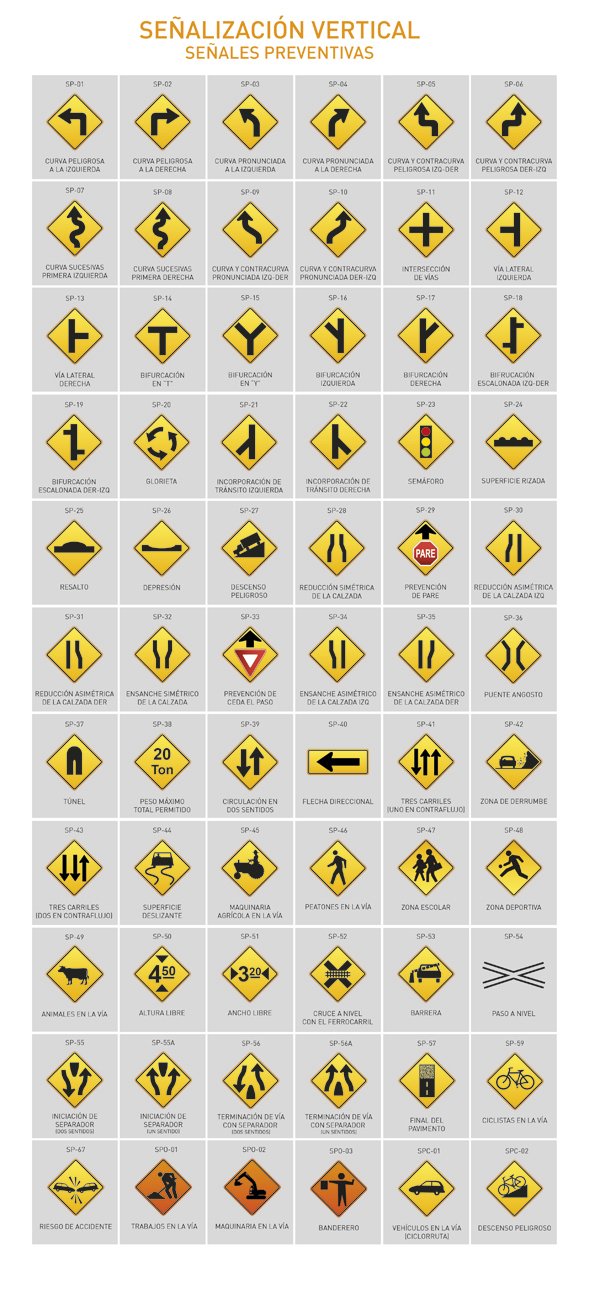 SEÑALIZACIÓN VERTICAL
SEÑALES PREVENTIVAS
SP-01
CURVA PELIGROSA
A LA IZQUIERDA
SP-02
CURVA PELIGROSA
A LA DERECHA
SP-03
CURVA PRONUNCIADA
A LA IZQUIERDA
SP-04
CURVA PRONUNCIADA
A LA DERECHA
SP-05
CURVA Y CONTRACURVA
PELIGROSA IZQ-DER
SP-06
CURVA Y CONTRACURVA
PELIGROSA DER-IZQ
SP-07
CURVA SUCESIVAS
PRIMERA IZQUIERDA
SP-08
CURVA SUCESIVAS
PRIMERA DERECHA
SP-09
CURVA Y CONTRACURVA
PRONUNCIADA IZQ-DER
SP-10
CURVA Y CONTRACURVA
PRONUNCIADA DER-IZQ
SP-11
INTERSECCIÓN
DE VÍAS
SP-12
VÍA LATERAL
IZQUIERDA
SP-13
VÍA LATERAL
DERECHA
SP-14
BIFURCACIÓN
EN "T"
SP-15
BIFURCACIÓN
EN "Y"
SP-16
BIFURCACIÓN
IZQUIERDA
SP-17
BIFURCACIÓN
DERECHA
SP-18
BIFRUCACIÓN
ESCALONADA IZQ-DER
SP-19
BIFURCACIÓN
ESCALONADA DER-IZQ
SP-20
GLORIETA
SP-21
INCORPORACIÓN DE
TRÁNSITO IZQUIERDA
SP-22
INCORPORACIÓN DE
TRÁNSITO DERECHA
SP-23
SEMÁFORO
SP-24
SUPERFICIE RIZADA
SP-25
RESALTO
SP-26
DEPRESIÓN
SP-27
DESCENSO
PELIGROSO
SP-28
REDUCCIÓN SIMÉTRICA
DE LA CALZADA
SP-29
PARE
PREVENCIÓN
DE PARE
SP-30
REDUCCIÓN ASIMÉTRICA
DE LA CALZADA IZQ
SP-31
REDUCCIÓN ASIMÉTRICA
DE LA CALZADA DER
SP-32
ENSANCHE SIMÉTRICO
DE LA CALZADA
SP-33
PREVENCIÓN DE
CEDA EL PASO
SP-34
ENSANCHE ASIMÉTRICO
DE LA CALZADA IZQ
SP-35
ENSANCHE ASIMÉTRICO
DE LA CALZADA DER
SP-36
PUENTE ANGOSTO
SP-37
TÚNEL
SP-38
20
Ton
PESO MÁXIMO
TOTAL PERMITIDO
SP-39
CIRCULACIÓN EN
DOS SENTIDOS
SP-40
FLECHA DIRECCIONAL
SP-41
TRES CARRILES
(UNO EN CONTRAFLUJO)
SP-42
ZONA DE DERRUMBE
SP-43
TRES CARRILES
(DOS EN CONTRAFLUJO)
SP-44
SUPERFICIE
DESLIZANTE
SP-45
MAQUINARIA
AGRÍCOLA EN LA VÍA
SP-46
PEATONES EN LA VÍA
SP-47
ZONA ESCOLAR
SP-48
ZONA DEPORTIVA
SP-49
ANIMALES EN LA VÍA
SP-50
4 50
ALTURA LIBRE
SP-51
3 20
ANCHO LIBRE
SP-52
CRUCE A NIVEL
CON EL FERROCARRIL
SP-53
BARRERA
SP-54
PASO A NIVEL
SP-55
INICIACIÓN DE
SEPARADOR
(DOS SENTIDOS)
SP-55A
INICIACIÓN DE
SEPARADOR
(UN SENTIDO)
SP-56
TERMINACIÓN DE VÍA
CON SEPARADOR
(DOS SENTIDOS)
SP-56A
TERMINACIÓN DE VÍA
CON SEPARADOR
(UN SENTIDOS)
SP-57
FINAL DEL
PAVIMENTO
SP-59
CICLISTAS EN LA VÍA
SP-67
RIESGO DE ACCIDENTE
SPO-01
TRABAJOS EN LA VÍA
SPO-02
MAQUINARIA EN LA VÍA
SPO-03
BANDERERO
SPC-01
VEHÍCULOS EN LA VÍA
(CICLORRUTA)
SPC-02
DESCENSO PELIGROSO